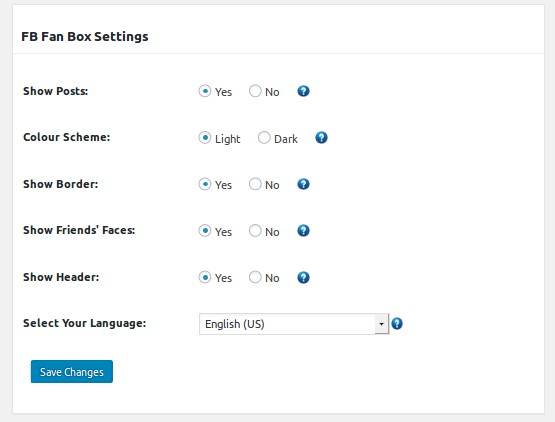 FB Fan Box Settings
Show Posts: Yes No ?
Colour Scheme: Light Dark ?
Show Border: Yes No ?
Show Friends' Faces: Yes No ?
Show Header: Yes No ?
Select Your Language: English (US) ?
Save Changes